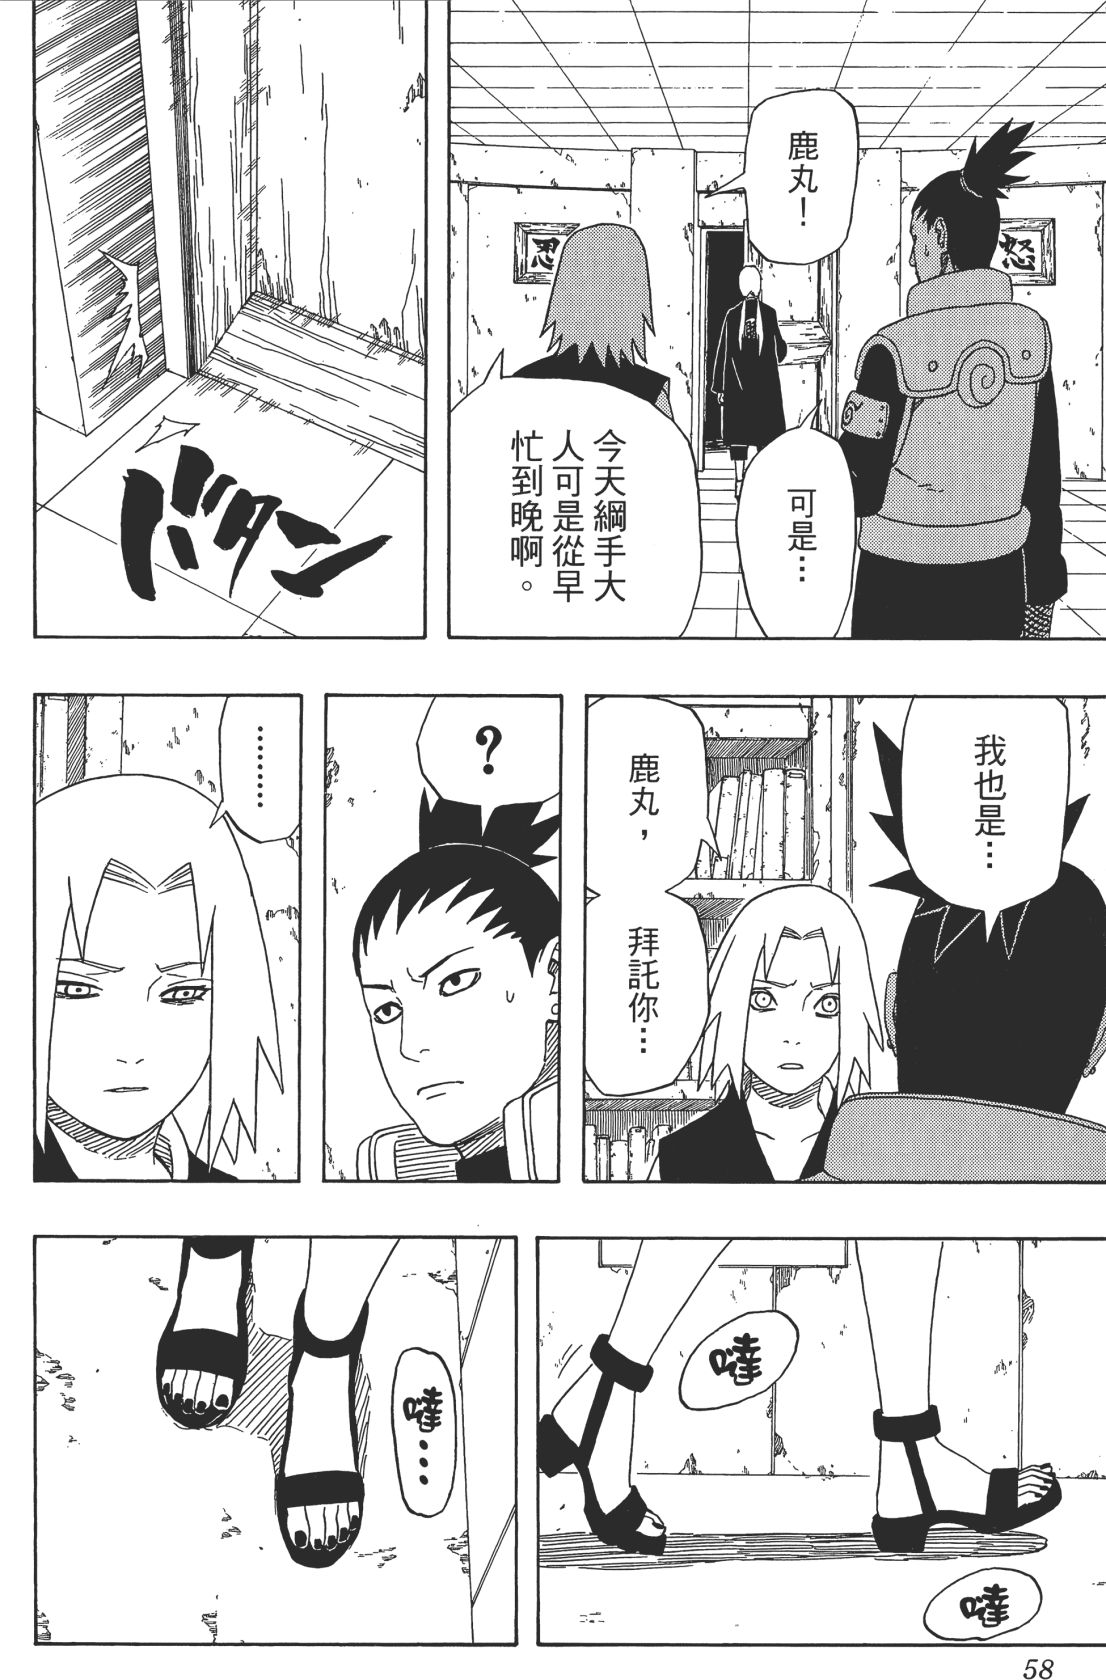 鹿丸！
忍
怒
可是…
今天綱手大
人可是從早
忙到晚啊。
バタン
我也是…
鹿丸，
拜託你…
？
………
噠
噠
噠…
58